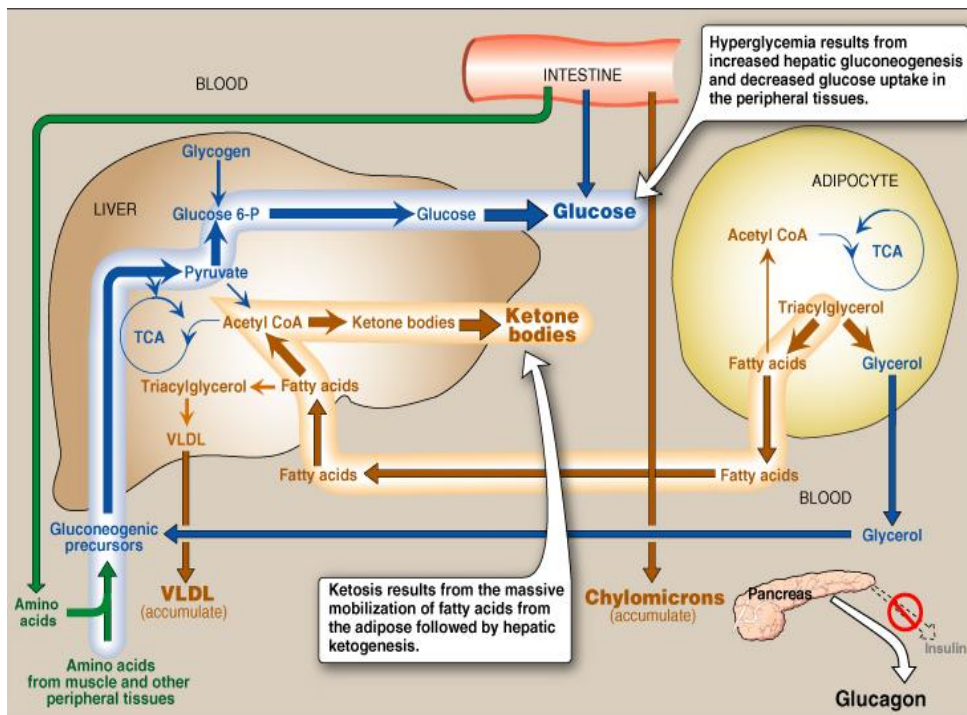 Hyperglycemia results from
increased hepatic gluconeogenesis
and decreased glucose uptake in
the peripheral tissues.
INTESTINE
BLOOD
Glycogen
ADIPOCYTE
LIVER
Glucose 6-P
Glucose
Glucose
Acetyl CoA
TCA
Pyruvate
Triacylglycerol
TCA
Acetyl CoA
Ketone bodies
Ketone
bodies
Fatty acids
Glycerol
Triacylglycerol
Fatty acids
VLDL
Fatty acids
Fatty acids
BLOOD
Gluconeogenic
precursors
Glycerol
VLDL
(accumulate)
Ketosis results from the massive
mobilization of fatty acids from
the adipose followed by hepatic
ketogenesis.
Chylomicrons
(accumulate)
Pancreas
Amino
acids
Insulin
Amino acids
from muscle and other
peripheral tissues
Glucagon